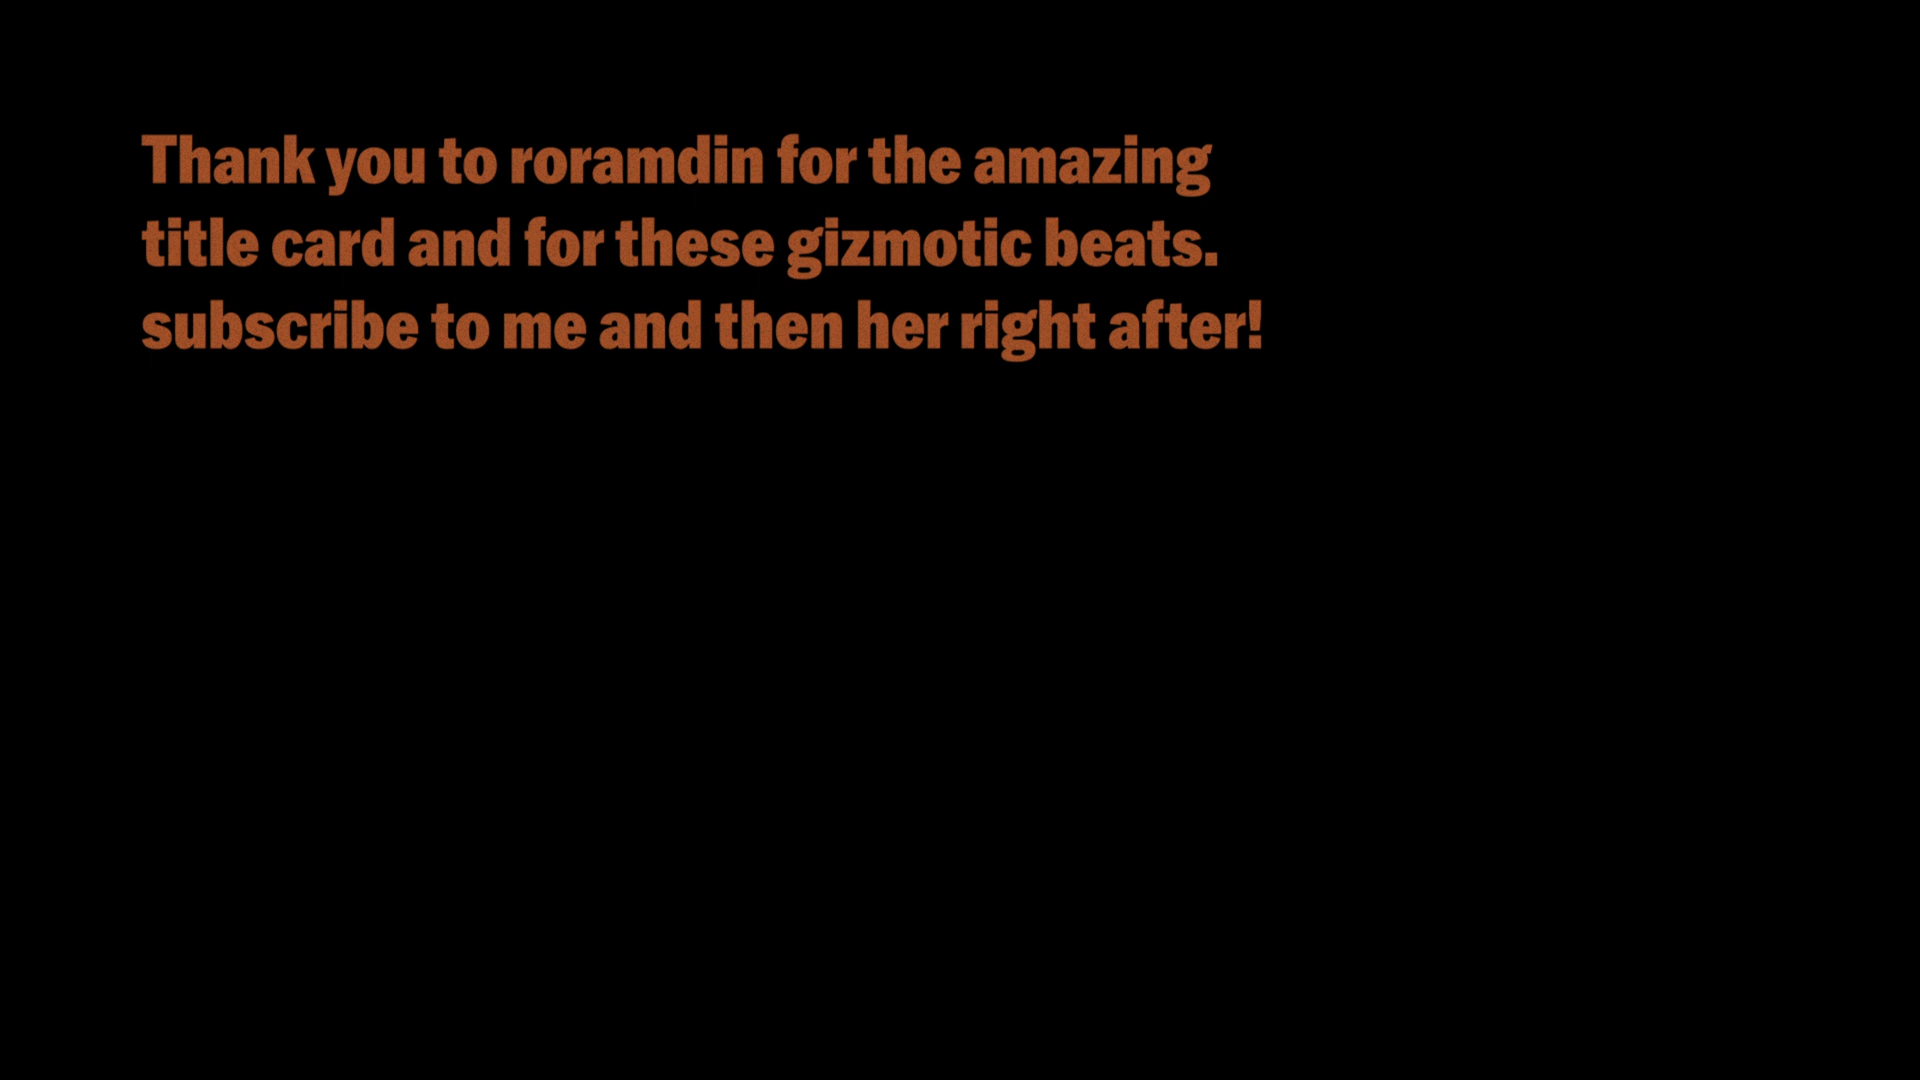 Thank you to roramdin for the amazing
title card and for these gizmotic beats.
subscribe to me and then her right after!